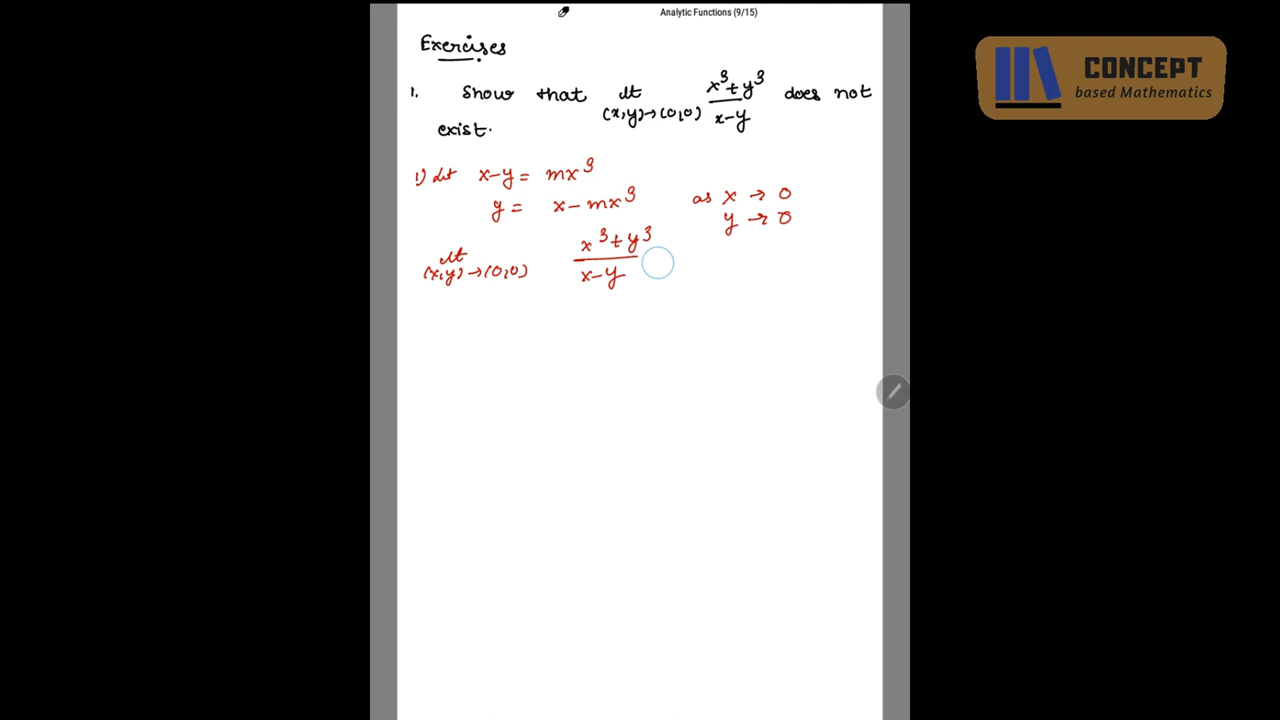 Analytic Functions (9/15)
CONCEPT
based Mathematics
Exercises
1. Show that lt (x,y)→(0,0) x³+y³/x-y does not
exist.
1) Let x-y = mx³
y = x-mx³
as x → 0
y → 0
lt (x,y)→(0,0) x³+y³/x-y